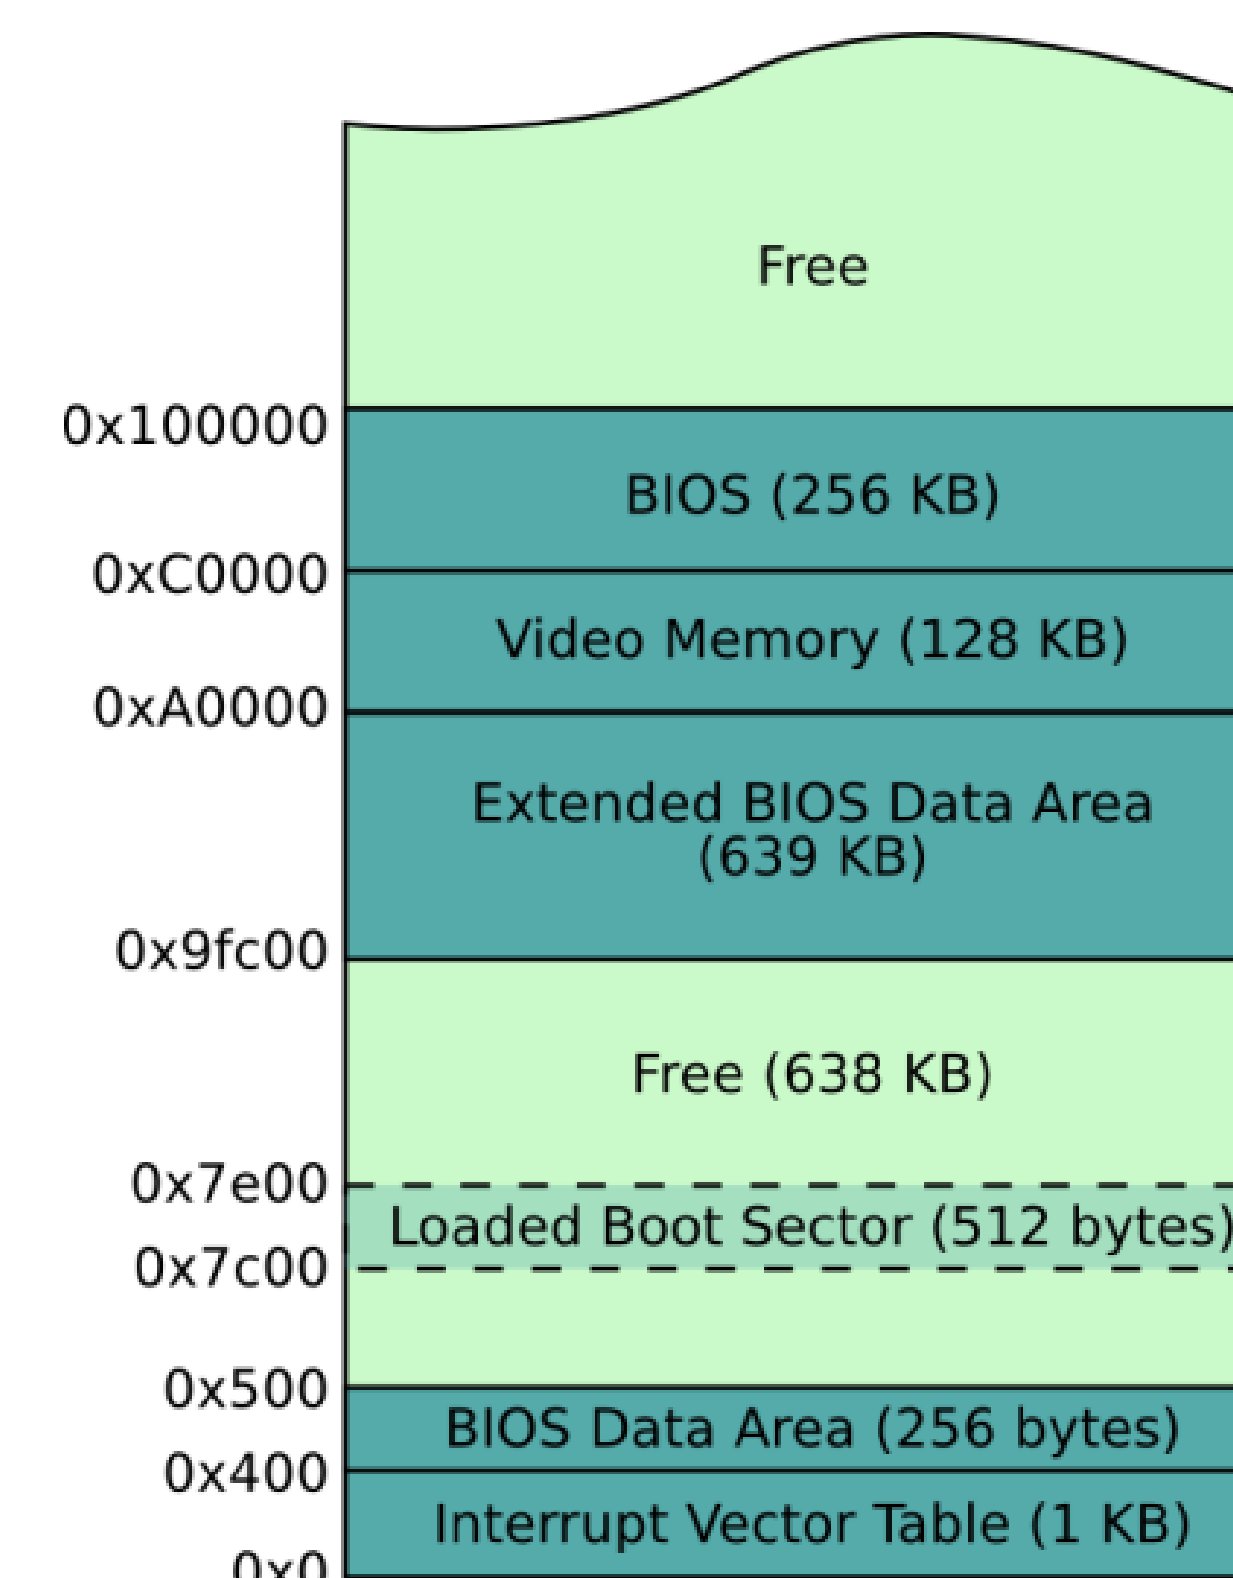 Free
0x100000
BIOS (256 KB)
0xC0000
Video Memory (128 KB)
0xA0000
Extended BIOS Data Area
(639 KB)
0x9fc00
Free (638 KB)
0x7e00
Loaded Boot Sector (512 bytes)
0x7c00
0x500
BIOS Data Area (256 bytes)
0x400
Interrupt Vector Table (1 KB)
0x0